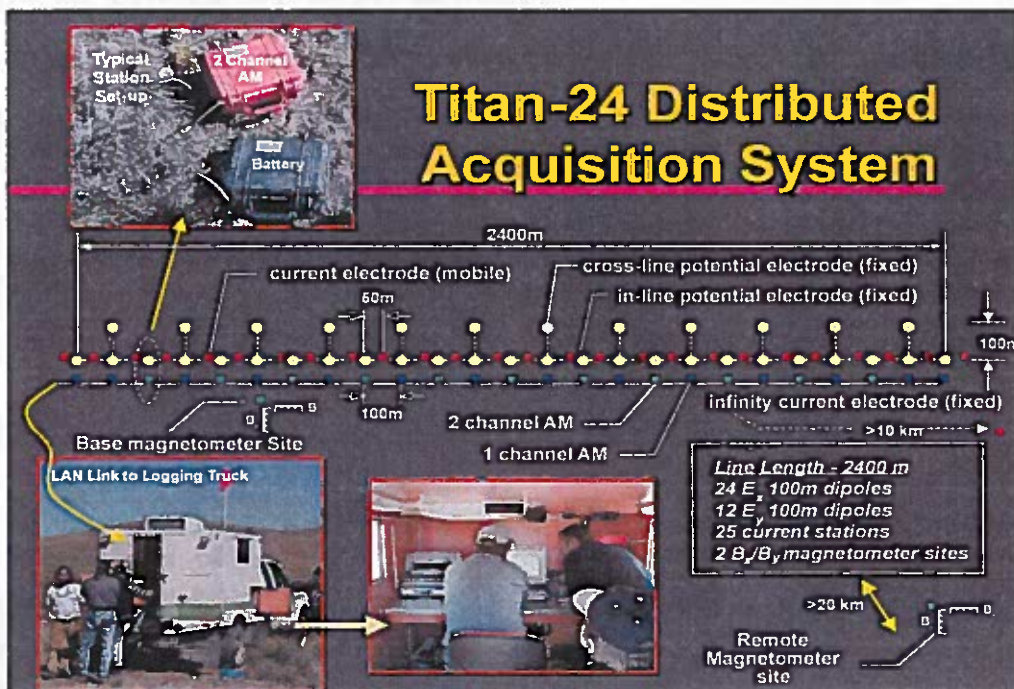 Typical
Station
Set-up
2 Channel
AM
Battery
Titan-24 Distributed
Acquisition System
2400m
current electrode (mobile)
cross-line potential electrode (fixed)
50m
in-line potential electrode (fixed)
100m
100m
2 channel AM
1 channel AM
infinity current electrode (fixed)
>10 km
Base magnetometer Site
B
B
LAN Link to Logging Truck
Line Length - 2400 m
24 Ex 100m dipoles
12 Ey 100m dipoles
25 current stations
2 Bx/By magnetometer sites
>20 km
B
B
Remote
Magnetometer
site